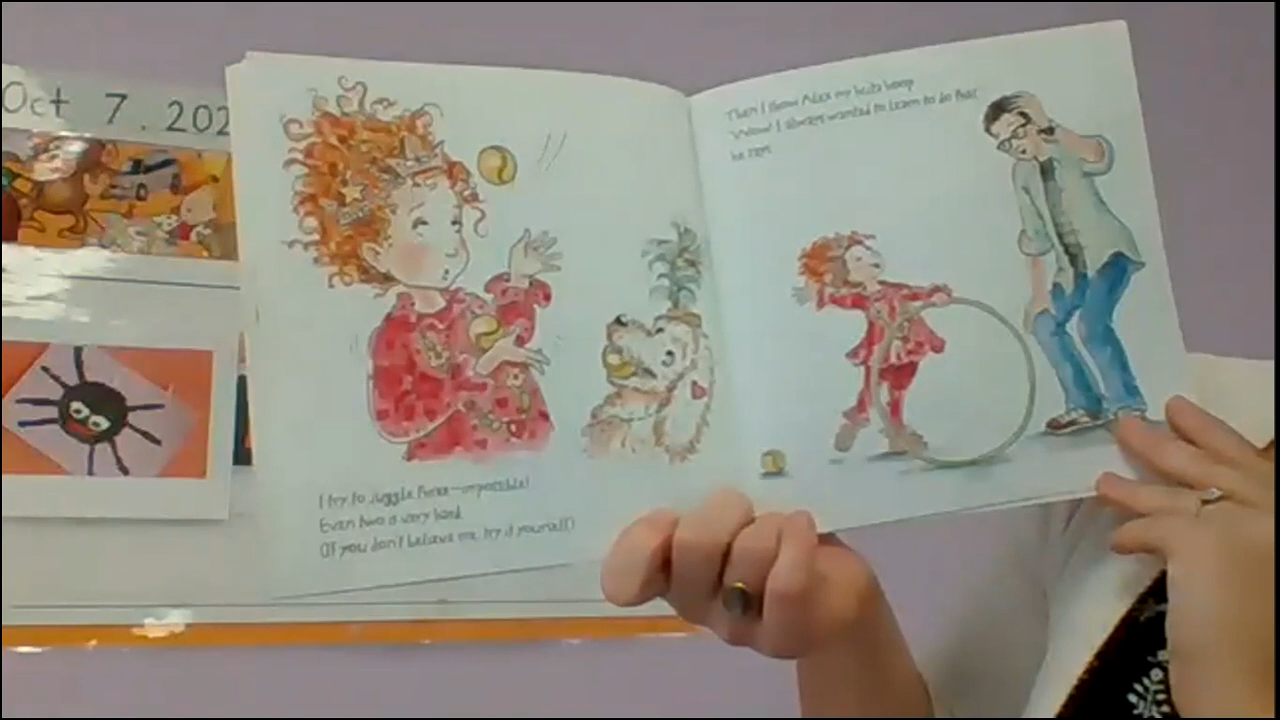 Oct 7. 202
I try to juggle three—impossible!
Even two is very hard.
(If you don't believe me, try it yourself!)
Then I show Alex my hula hoop.
"Wow! I always wanted to learn to do that,"
he says.